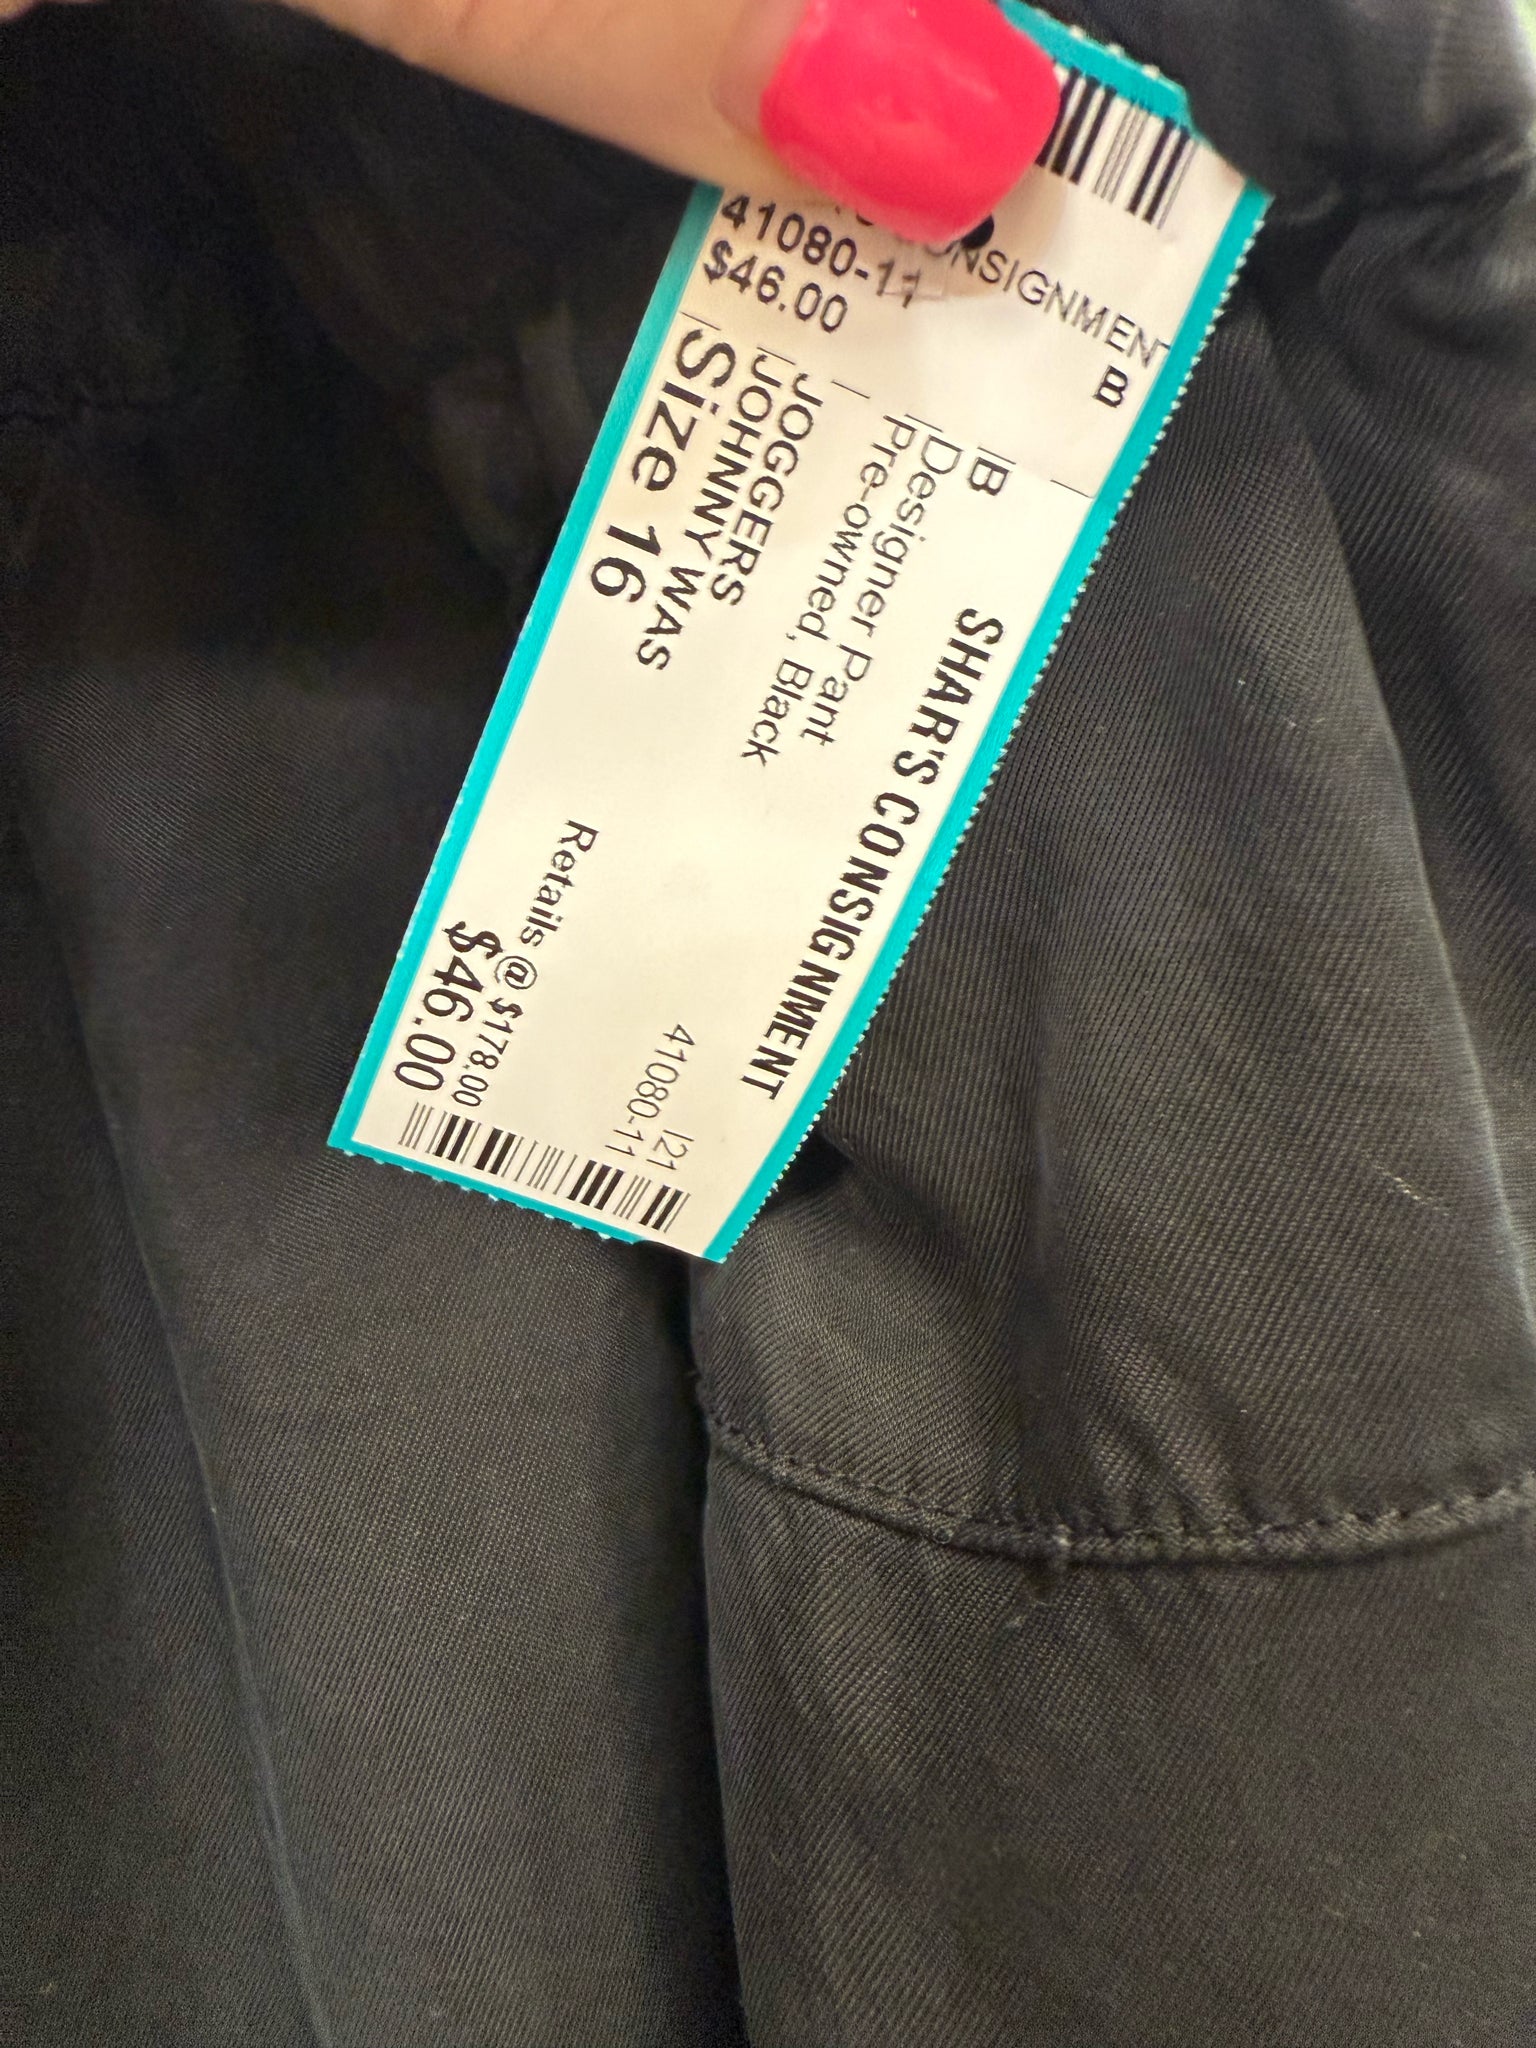 CONSIGNMENT
41080-11
$46.00
B
SHAR'S CONSIGNMENT
B
Designer Pant
Pre-owned, Black
JOGGERS
JOHNNY WAS
Size 16
I21
41080-11
Retails @ $178.00
$46.00